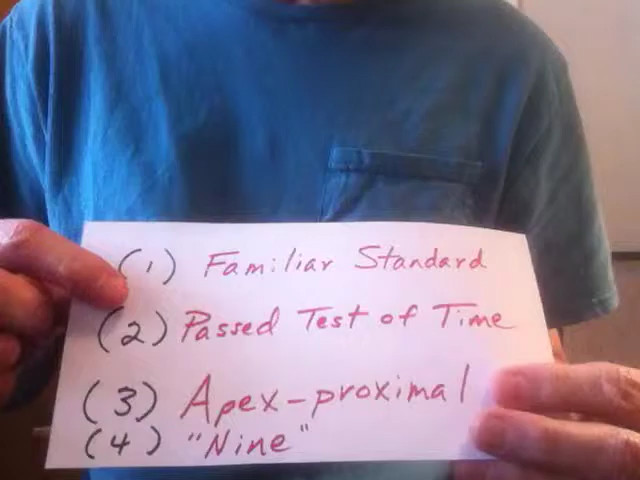 (1) Familiar Standard
(2) Passed Test of Time
(3) Apex-proximal
(4) "Nine"